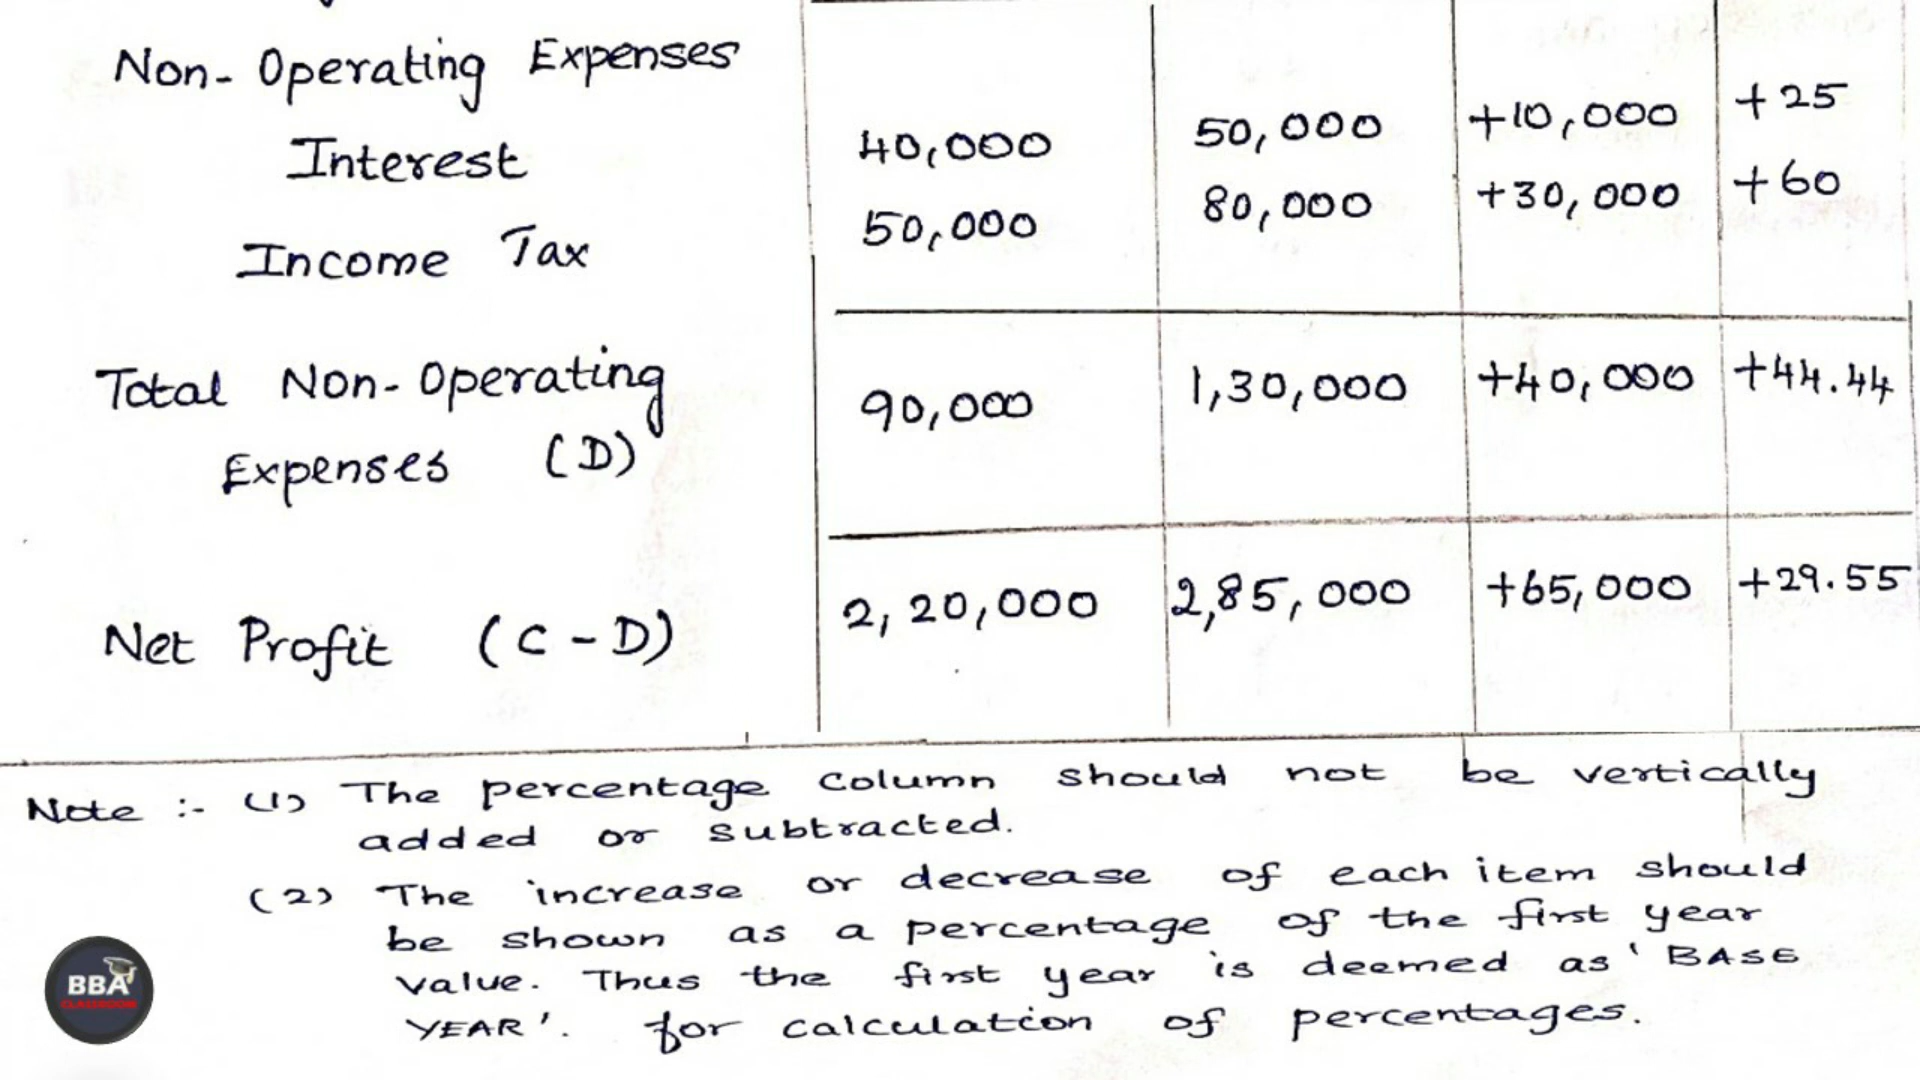 Non-Operating Expenses
Interest 40,000 50,000 +10,000 +25
Income Tax 50,000 80,000 +30,000 +60
Total Non-Operating 90,000 1,30,000 +40,000 +44.44
Expenses (D)
Net Profit (C-D) 2,20,000 2,85,000 +65,000 +29.55
Note :- (1) The percentage column should not be vertically
added or subtracted.
(2) The increase or decrease of each item should
be shown as a percentage of the first year
value. Thus the first year is deemed as 'BASE
YEAR'. for calculation of percentages.
BBA
CLASSROOM